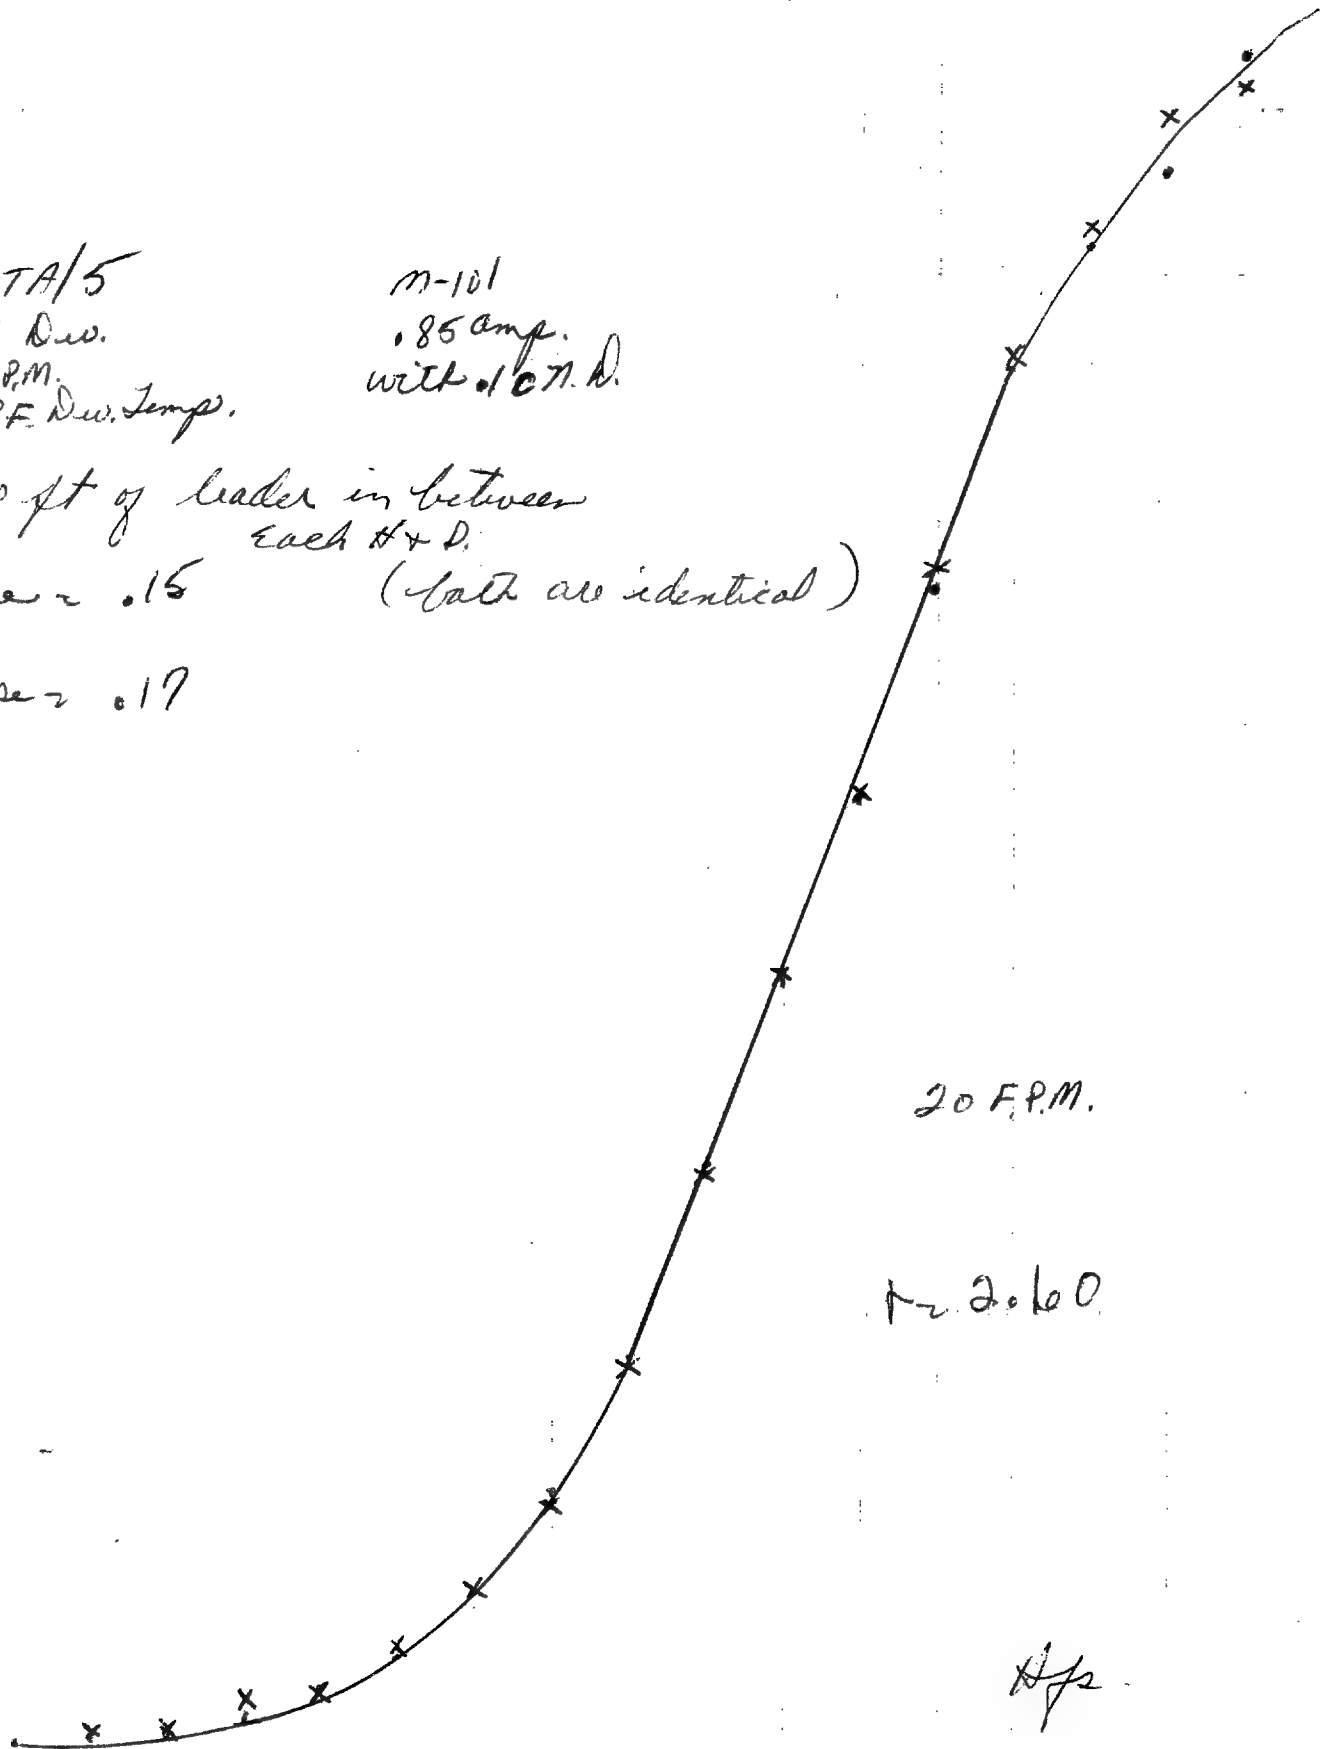 TA/5
Dev.
P.M.
°F Dev. Temp.
M-101
.85 amp.
with .10 N.D.
ft of leader in between
Each H & D.
= .15 (both are identical)
= .17
20 F.P.M.
= 2.60